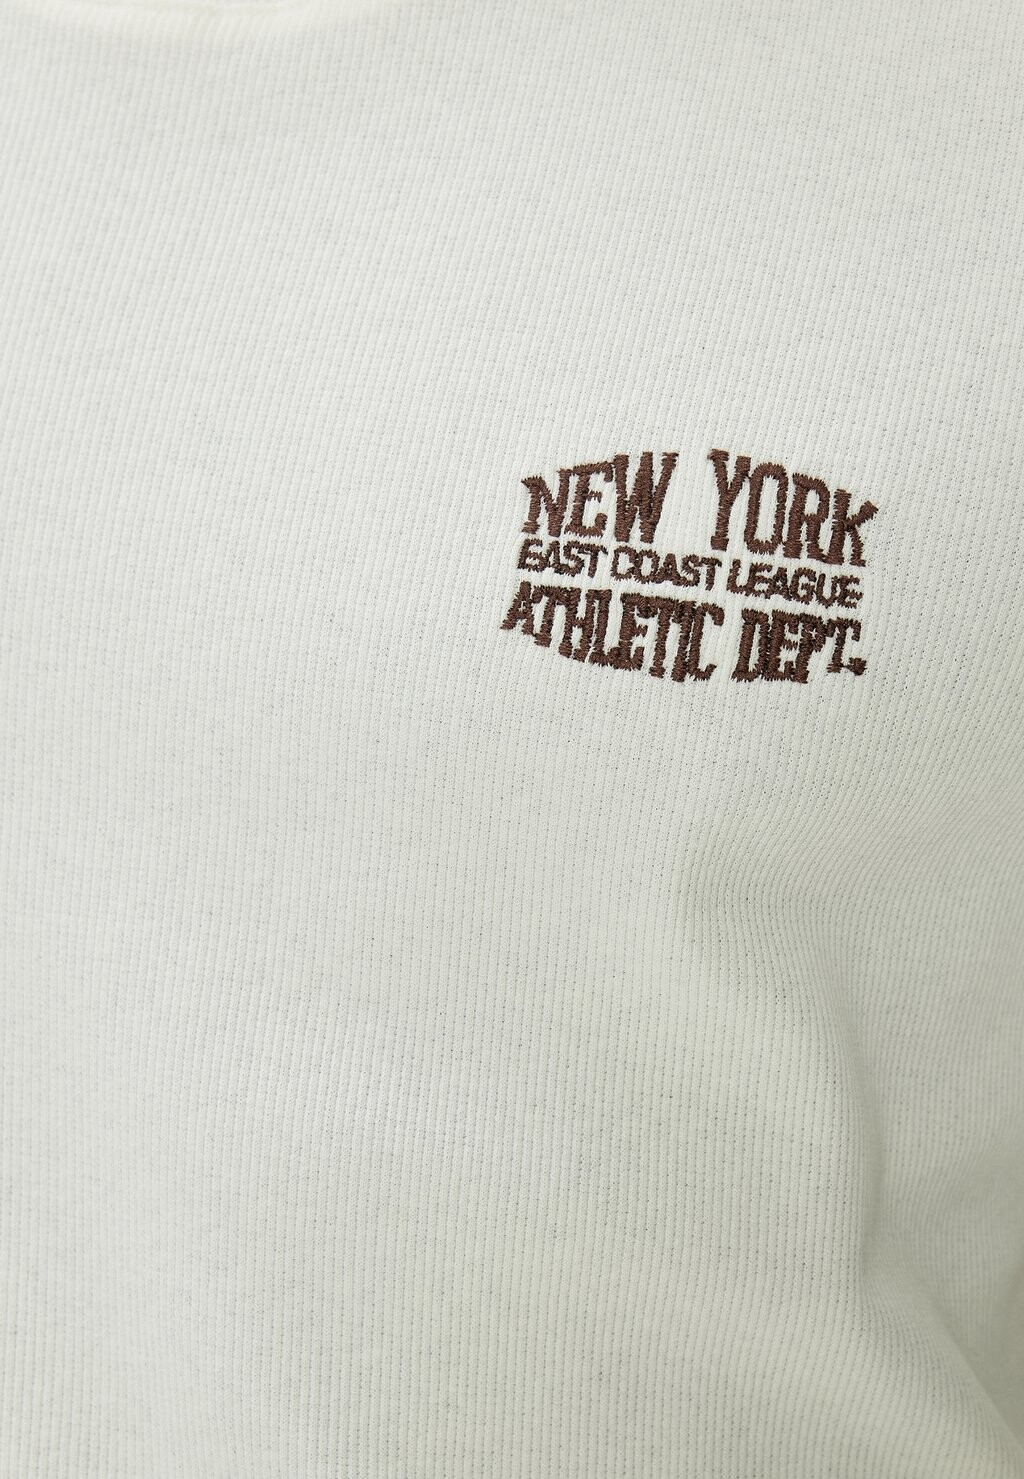 NEW YORK
EAST COAST LEAGUE
ATHLETIC DEPT.